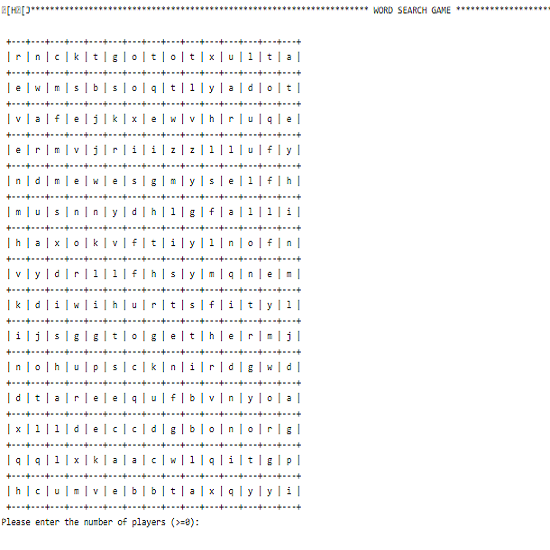 [H[J********************************************************************** WORD SEARCH GAME ********************
+---+---+---+---+---+---+---+---+---+---+---+---+---+---+---+
| r | n | c | k | t | g | o | t | o | t | x | u | l | t | a |
+---+---+---+---+---+---+---+---+---+---+---+---+---+---+---+
| e | w | m | s | b | s | o | q | t | l | y | a | d | o | t |
+---+---+---+---+---+---+---+---+---+---+---+---+---+---+---+
| v | a | f | e | j | k | x | e | w | v | h | r | u | q | e |
+---+---+---+---+---+---+---+---+---+---+---+---+---+---+---+
| e | r | m | v | j | r | i | i | z | z | l | l | u | f | y |
+---+---+---+---+---+---+---+---+---+---+---+---+---+---+---+
| n | d | m | e | w | e | s | g | m | y | s | e | l | f | h |
+---+---+---+---+---+---+---+---+---+---+---+---+---+---+---+
| m | u | s | n | n | y | d | h | l | g | f | a | l | l | i |
+---+---+---+---+---+---+---+---+---+---+---+---+---+---+---+
| h | a | x | o | k | v | f | t | i | y | l | n | o | f | n |
+---+---+---+---+---+---+---+---+---+---+---+---+---+---+---+
| v | y | d | r | l | l | f | h | s | y | m | q | n | e | m |
+---+---+---+---+---+---+---+---+---+---+---+---+---+---+---+
| k | d | i | w | i | h | u | r | t | s | f | i | t | y | l |
+---+---+---+---+---+---+---+---+---+---+---+---+---+---+---+
| i | j | s | g | g | t | o | g | e | t | h | e | r | m | j |
+---+---+---+---+---+---+---+---+---+---+---+---+---+---+---+
| n | o | h | u | p | s | c | k | n | i | r | d | g | w | d |
+---+---+---+---+---+---+---+---+---+---+---+---+---+---+---+
| d | t | a | r | e | e | q | u | f | b | v | n | y | o | a |
+---+---+---+---+---+---+---+---+---+---+---+---+---+---+---+
| x | l | l | d | e | c | c | d | g | b | o | n | o | r | g |
+---+---+---+---+---+---+---+---+---+---+---+---+---+---+---+
| q | q | l | x | k | a | a | c | w | l | q | i | t | g | p |
+---+---+---+---+---+---+---+---+---+---+---+---+---+---+---+
| h | c | u | m | v | e | b | b | t | a | x | q | y | y | i |
+---+---+---+---+---+---+---+---+---+---+---+---+---+---+---+
Please enter the number of players (>=0):